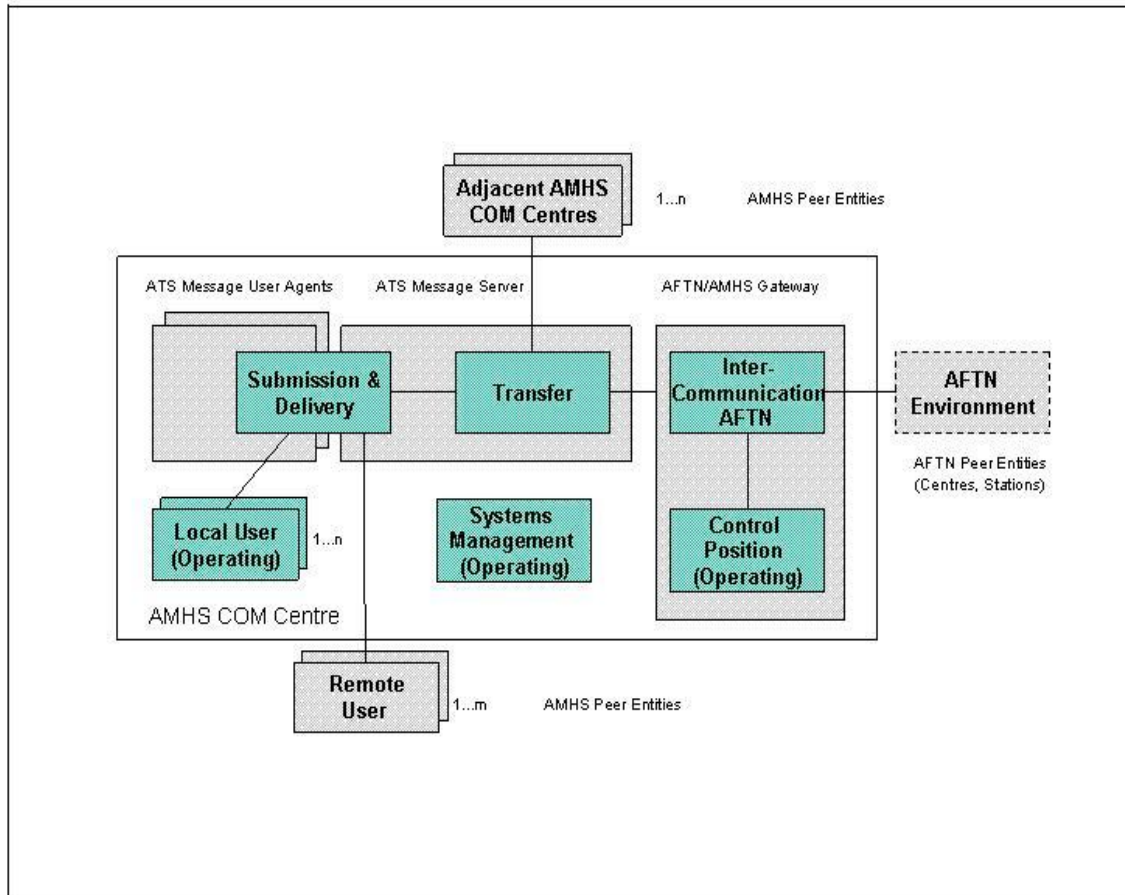 Adjacent AMHS
COM Centres
1...n
AMHS Peer Entities
ATS Message User Agents
ATS Message Server
AFTN/AMHS Gateway
Submission &
Delivery
Transfer
Inter-
Communication
AFTN
AFTN
Environment
AFTN Peer Entities
(Centres, Stations)
Local User
(Operating)
1...n
Systems
Management
(Operating)
Control
Position
(Operating)
AMHS COM Centre
Remote
User
1...m
AMHS Peer Entities